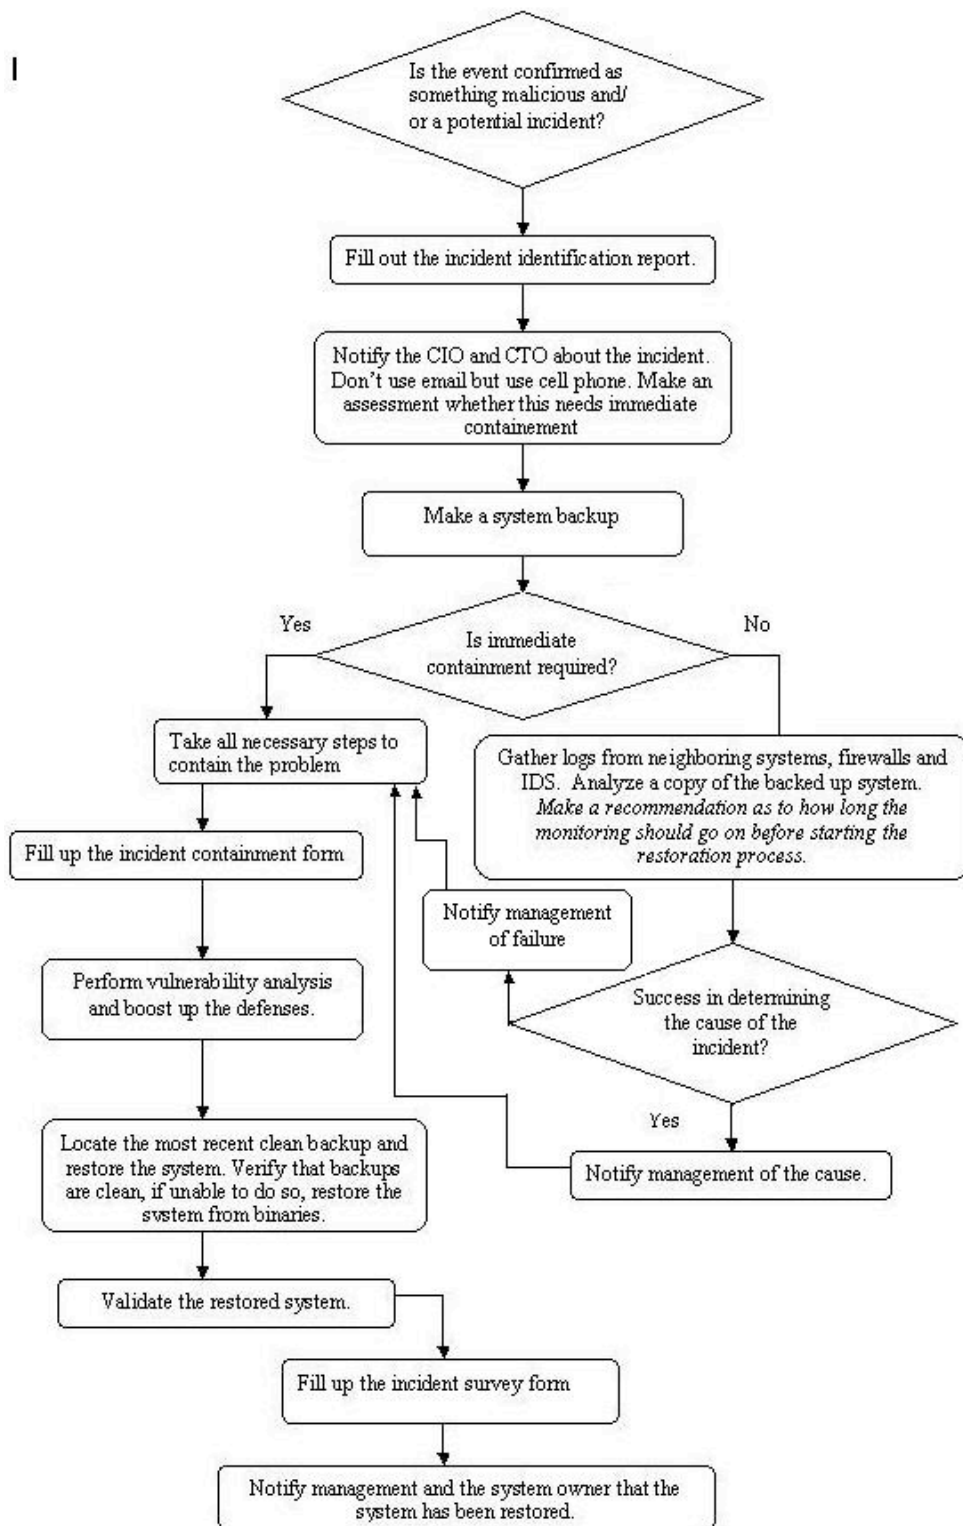 I
Is the event confirmed as
something malicious and/
or a potential incident?
Fill out the incident identification report.
Notify the CIO and CTO about the incident.
Don't use email but use cell phone. Make an
assessment whether this needs immediate
containement
Make a system backup
Yes
No
Is immediate
containment required?
Take all necessary steps to
contain the problem
Gather logs from neighboring systems, firewalls and
IDS. Analyze a copy of the backed up system.
Make a recommendation as to how long the
monitoring should go on before starting the
restoration process.
Fill up the incident containment form
Notify management
of failure
Perform vulnerability analysis
and boost up the defenses.
Success in determining
the cause of the
incident?
Yes
Locate the most recent clean backup and
restore the system. Verify that backups
are clean, if unable to do so, restore the
system from binaries.
Notify management of the cause.
Validate the restored system.
Fill up the incident survey form
Notify management and the system owner that the
system has been restored.